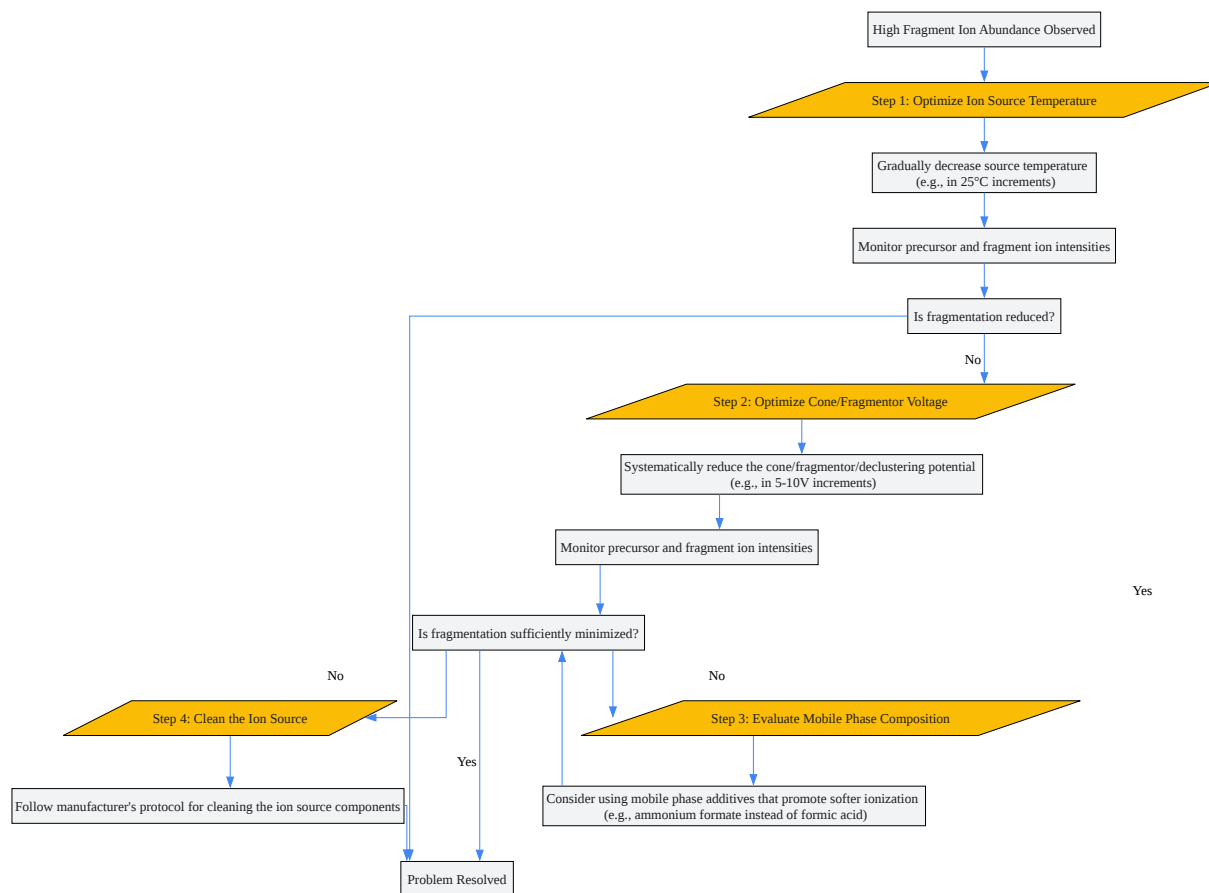 High Fragment Ion Abundance Observed
Step 1: Optimize Ion Source Temperature
Gradually decrease source temperature
(e.g., in 25°C increments)
Monitor precursor and fragment ion intensities
Is fragmentation reduced?
No
Step 2: Optimize Cone/Fragmentor Voltage
Systematically reduce the cone/fragmentor/declustering potential
(e.g., in 5-10V increments)
Monitor precursor and fragment ion intensities
Yes
Is fragmentation sufficiently minimized?
No
No
Step 4: Clean the Ion Source
Step 3: Evaluate Mobile Phase Composition
Yes
Follow manufacturer's protocol for cleaning the ion source components
Consider using mobile phase additives that promote softer ionization
(e.g., ammonium formate instead of formic acid)
Problem Resolved